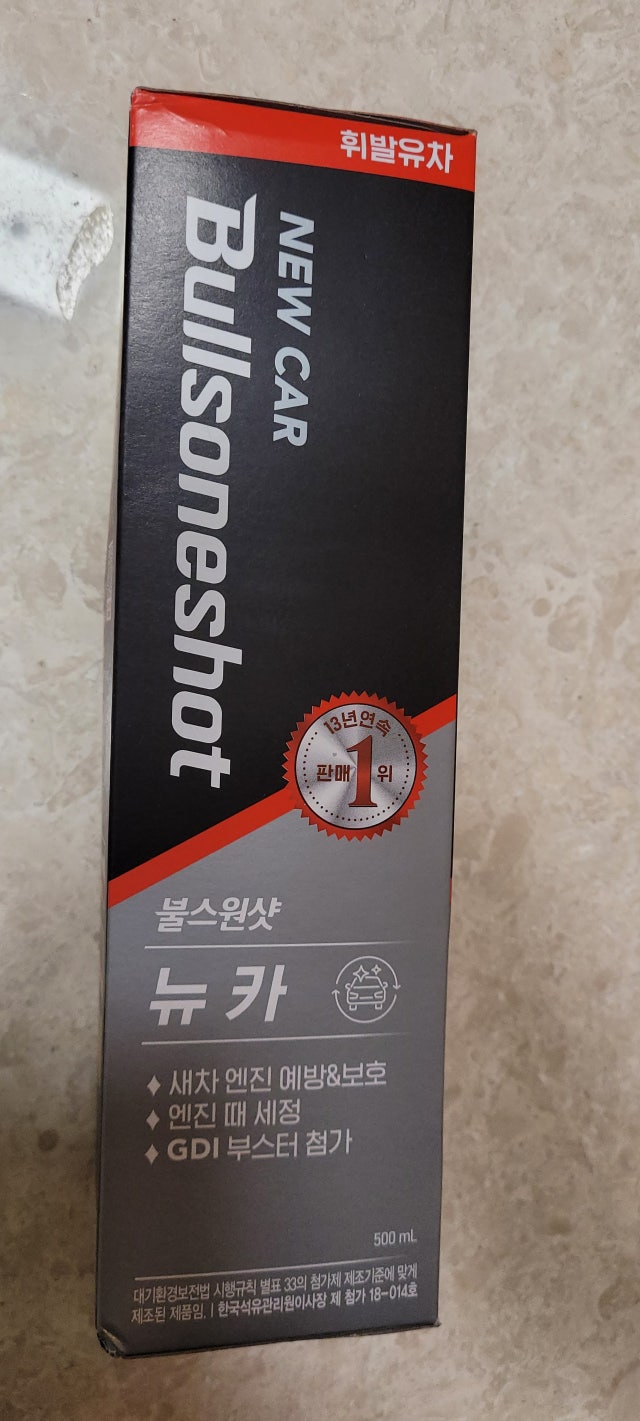 휘발유차
NEW CAR
Bullsoneshot
13년연속
판매 1위
불스원샷
뉴 카
♦ 새차 엔진 예방&보호
♦ 엔진 때 세정
♦ GDI 부스터 첨가
500 mL
대기환경보전법 시행규칙 별표 33의 첨가제 제조기준에 맞게
제조된 제품임. | 한국석유관리원이사장 제 첨가 18-014호